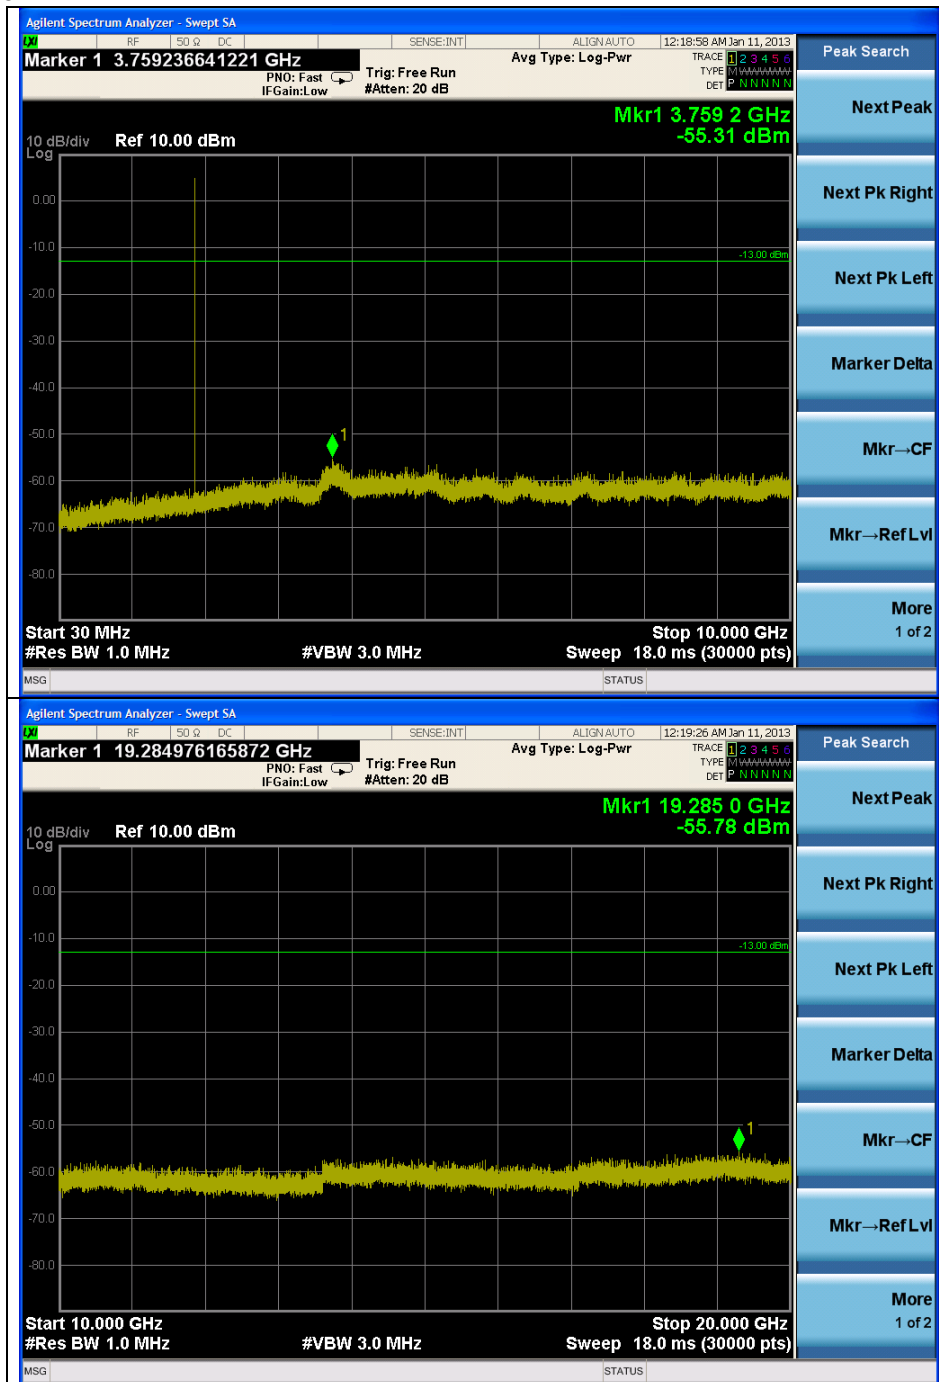 Agilent Spectrum Analyzer - Swept SA
LXI RF 50 Ω DC SENSE:INT ALIGN AUTO 12:18:58 AM Jan 11, 2013
Marker 1 3.759236641221 GHz
PNO: Fast
IFGain:Low
Trig: Free Run
#Atten: 20 dB
Avg Type: Log-Pwr
TRACE 1 2 3 4 5 6
TYPE M
DET P N N N N N
Peak Search
Next Peak
Next Pk Right
Next Pk Left
Marker Delta
Mkr→CF
Mkr→Ref Lvl
More
1 of 2
Mkr1 3.759 2 GHz
-55.31 dBm
10 dB/div Ref 10.00 dBm
Log
0.00
-10.0
-13.00 dBm
-20.0
-30.0
-40.0
-50.0
1
-60.0
-70.0
-80.0
Start 30 MHz Stop 10.000 GHz
#Res BW 1.0 MHz #VBW 3.0 MHz Sweep 18.0 ms (30000 pts)
MSG STATUS
Agilent Spectrum Analyzer - Swept SA
LXI RF 50 Ω DC SENSE:INT ALIGN AUTO 12:19:26 AM Jan 11, 2013
Marker 1 19.284976165872 GHz
PNO: Fast
IFGain:Low
Trig: Free Run
#Atten: 20 dB
Avg Type: Log-Pwr
TRACE 1 2 3 4 5 6
TYPE M
DET P N N N N N
Peak Search
Next Peak
Next Pk Right
Next Pk Left
Marker Delta
Mkr→CF
Mkr→Ref Lvl
More
1 of 2
Mkr1 19.285 0 GHz
-55.78 dBm
10 dB/div Ref 10.00 dBm
Log
0.00
-10.0
-13.00 dBm
-20.0
-30.0
-40.0
-50.0
1
-60.0
-70.0
-80.0
Start 10.000 GHz Stop 20.000 GHz
#Res BW 1.0 MHz #VBW 3.0 MHz Sweep 18.0 ms (30000 pts)
MSG STATUS